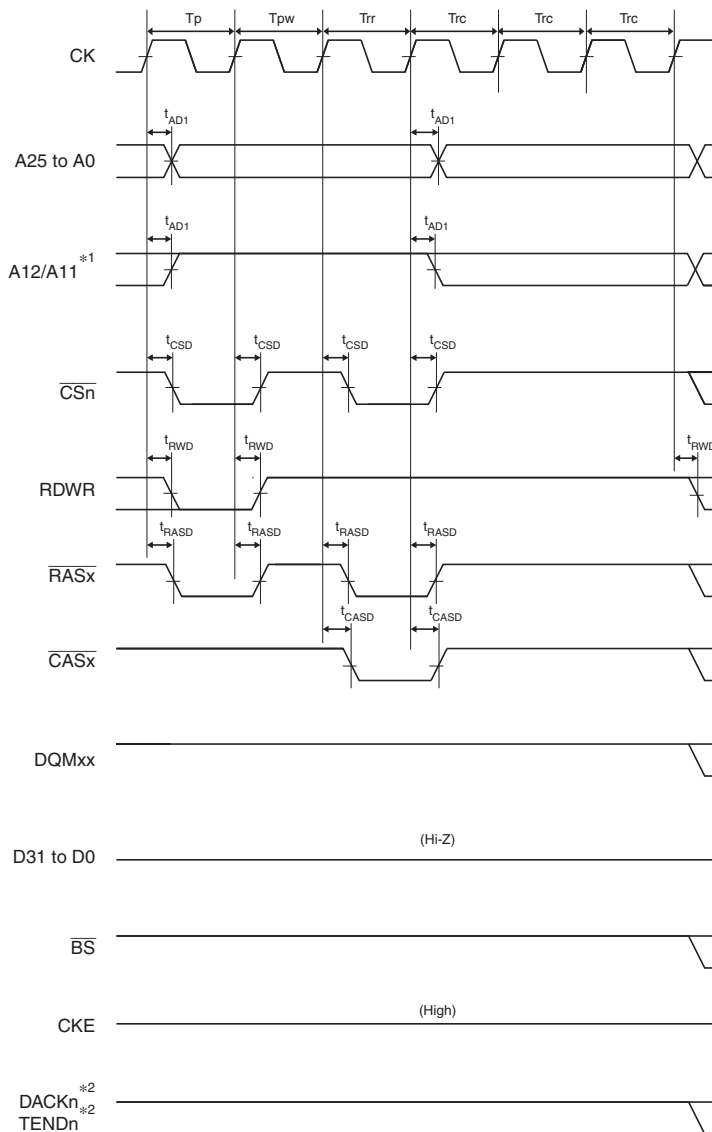 Tp Tpw Trr Trc Trc Trc
CK
tAD1 tAD1
A25 to A0
tAD1 tAD1
A12/A11*1
tCSD tCSD tCSD tCSD
CSn
tRWD tRWD tRWD
RDWR
tRASD tRASD tRASD tRASD
RASx
tCASD tCASD
CASx
DQMxx
(Hi-Z)
D31 to D0
BS
(High)
CKE
DACKn*2
TENDn*2